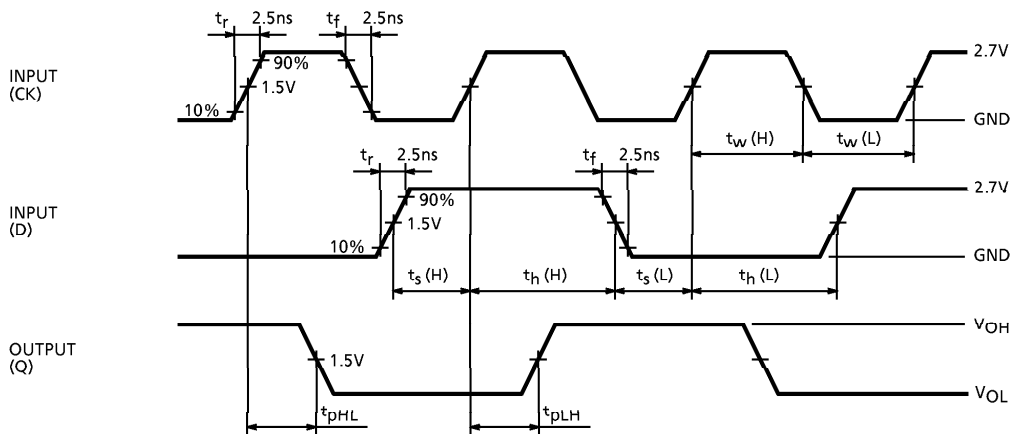 tr 2.5ns tf 2.5ns
2.7V
INPUT
(CK)
90%
1.5V
10%
GND
tw (H) tw (L)
tr 2.5ns tf 2.5ns
2.7V
INPUT
(D)
90%
1.5V
10%
GND
ts (H) th (H) ts (L) th (L)
VOH
OUTPUT
(Q)
1.5V
VOL
tpHL tpLH